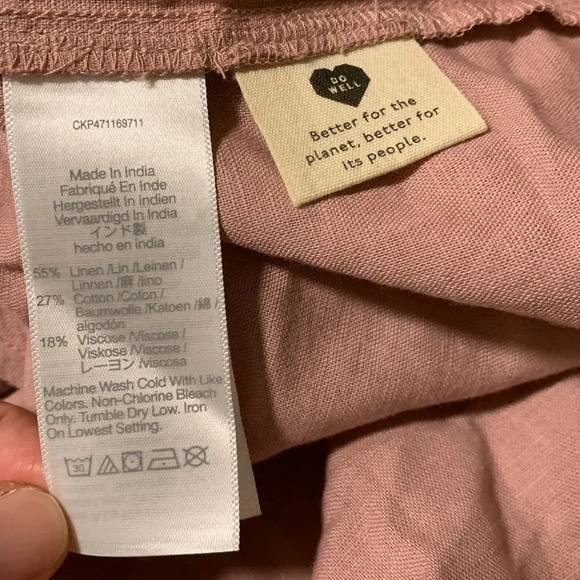 CKP471169711
Made In India
Fabriqué En Inde
Hergestellt In Indien
Vervaardigd In India
インド製
hecho en india
55% Linen /Lin /Leinen /
Linnen /麻 /lino
27% Cotton /Coton /
Baumwolle /Katoen /綿 /
algodón
18% Viscose /Viscose /
Viskose /Viscose /
レーヨン /viscosa
Machine Wash Cold With Like
Colors. Non-Chlorine Bleach
Only. Tumble Dry Low. Iron
On Lowest Setting.
30
DO
WELL
Better for the
planet, better for
its people.